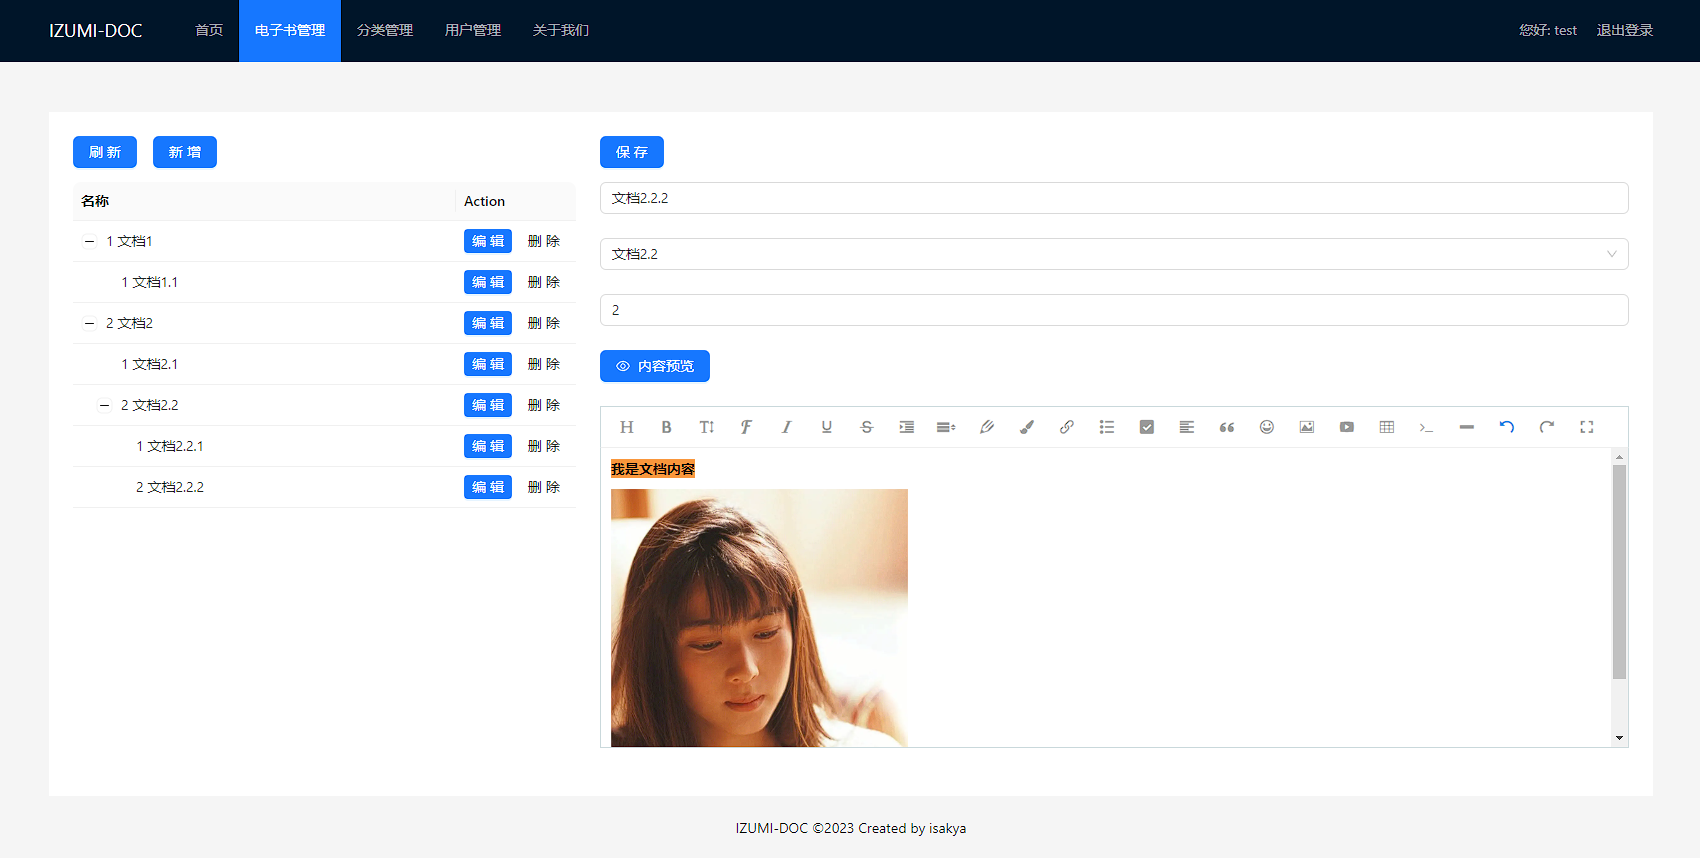 IZUMI-DOC 首页 电子书管理 分类管理 用户管理 关于我们 您好: test 退出登录
刷 新 新 增
名称 Action
1 文档1 编 辑 删 除
1 文档1.1 编 辑 删 除
2 文档2 编 辑 删 除
1 文档2.1 编 辑 删 除
2 文档2.2 编 辑 删 除
1 文档2.2.1 编 辑 删 除
2 文档2.2.2 编 辑 删 除
保 存
文档2.2.2
文档2.2
2
内容预览
我是文档内容
IZUMI-DOC ©2023 Created by isakya